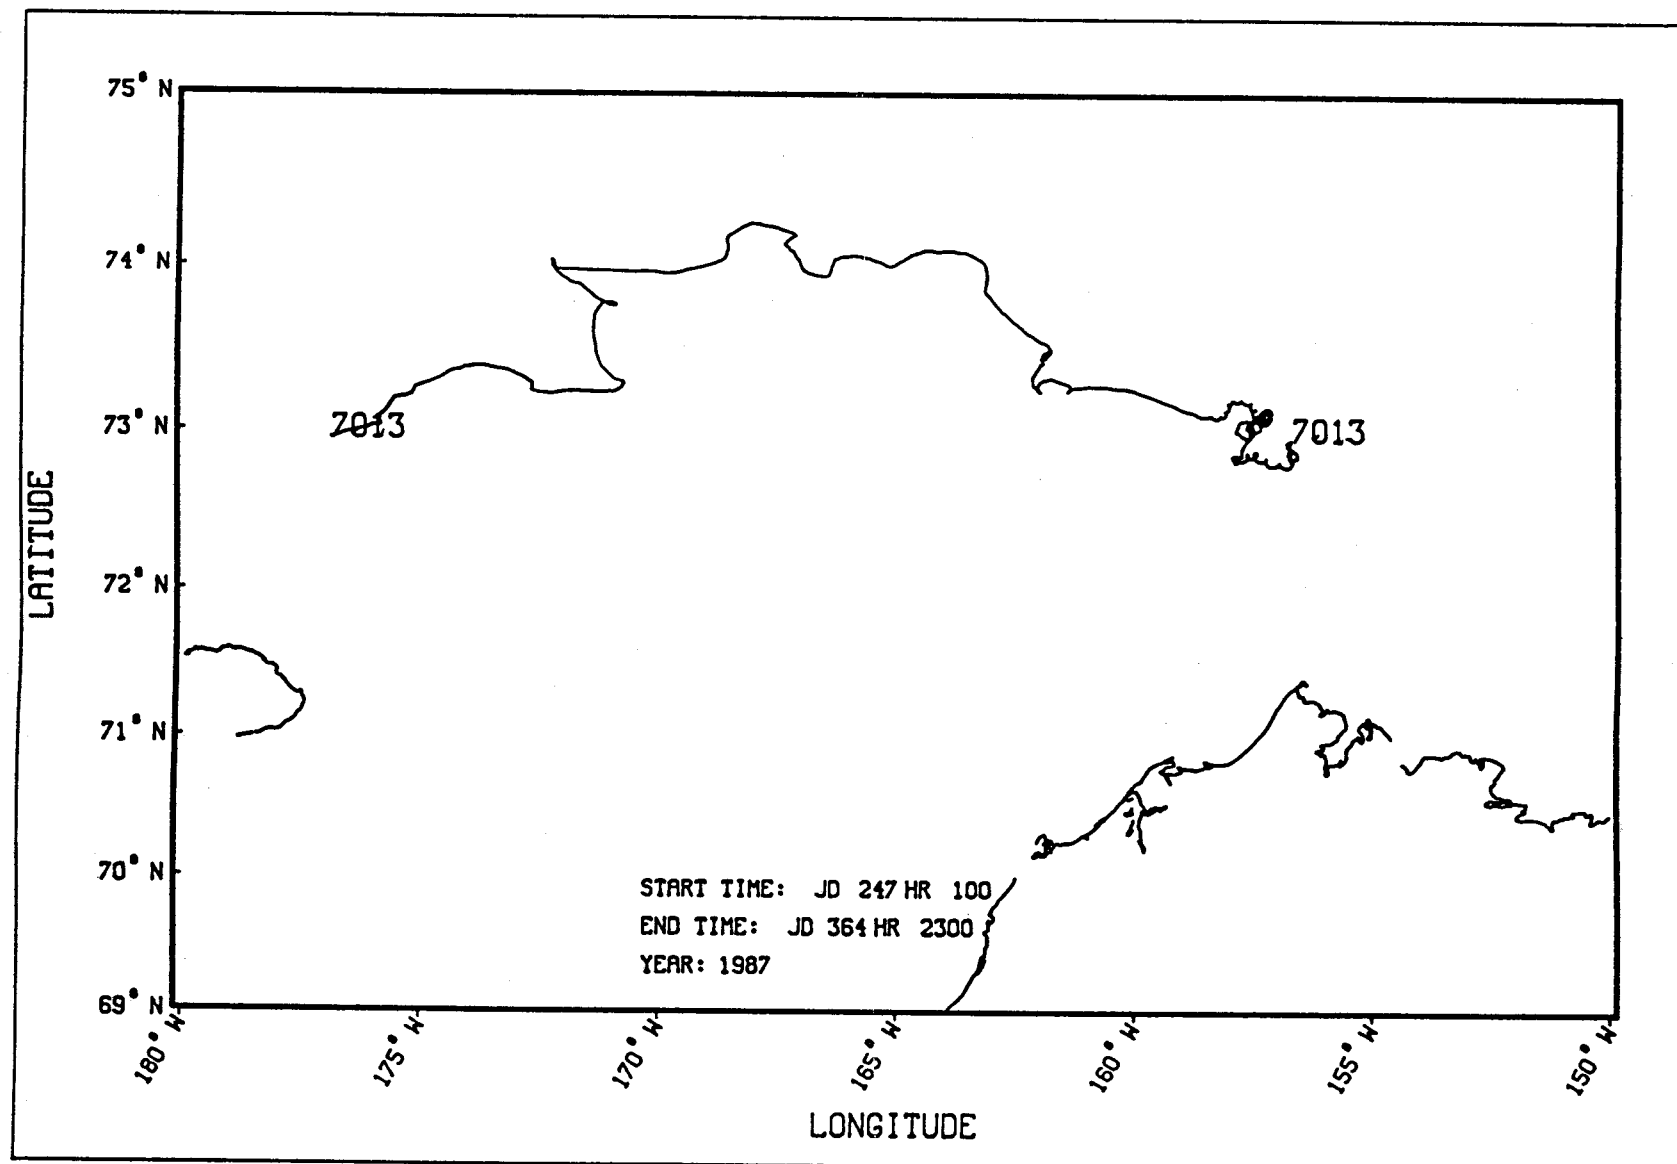 75° N
74° N
73° N
72° N
71° N
70° N
69° N
LATITUDE
7013
7013
START TIME: JD 247 HR 100
END TIME: JD 364 HR 2300
YEAR: 1987
180° W
175° W
170° W
165° W
160° W
155° W
150° W
LONGITUDE